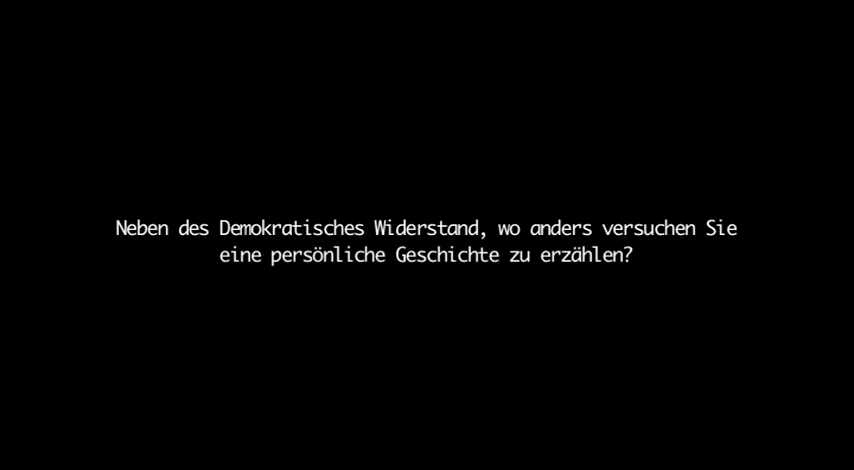 Neben des Demokratisches Widerstand, wo anders versuchen Sie
eine persönliche Geschichte zu erzählen?